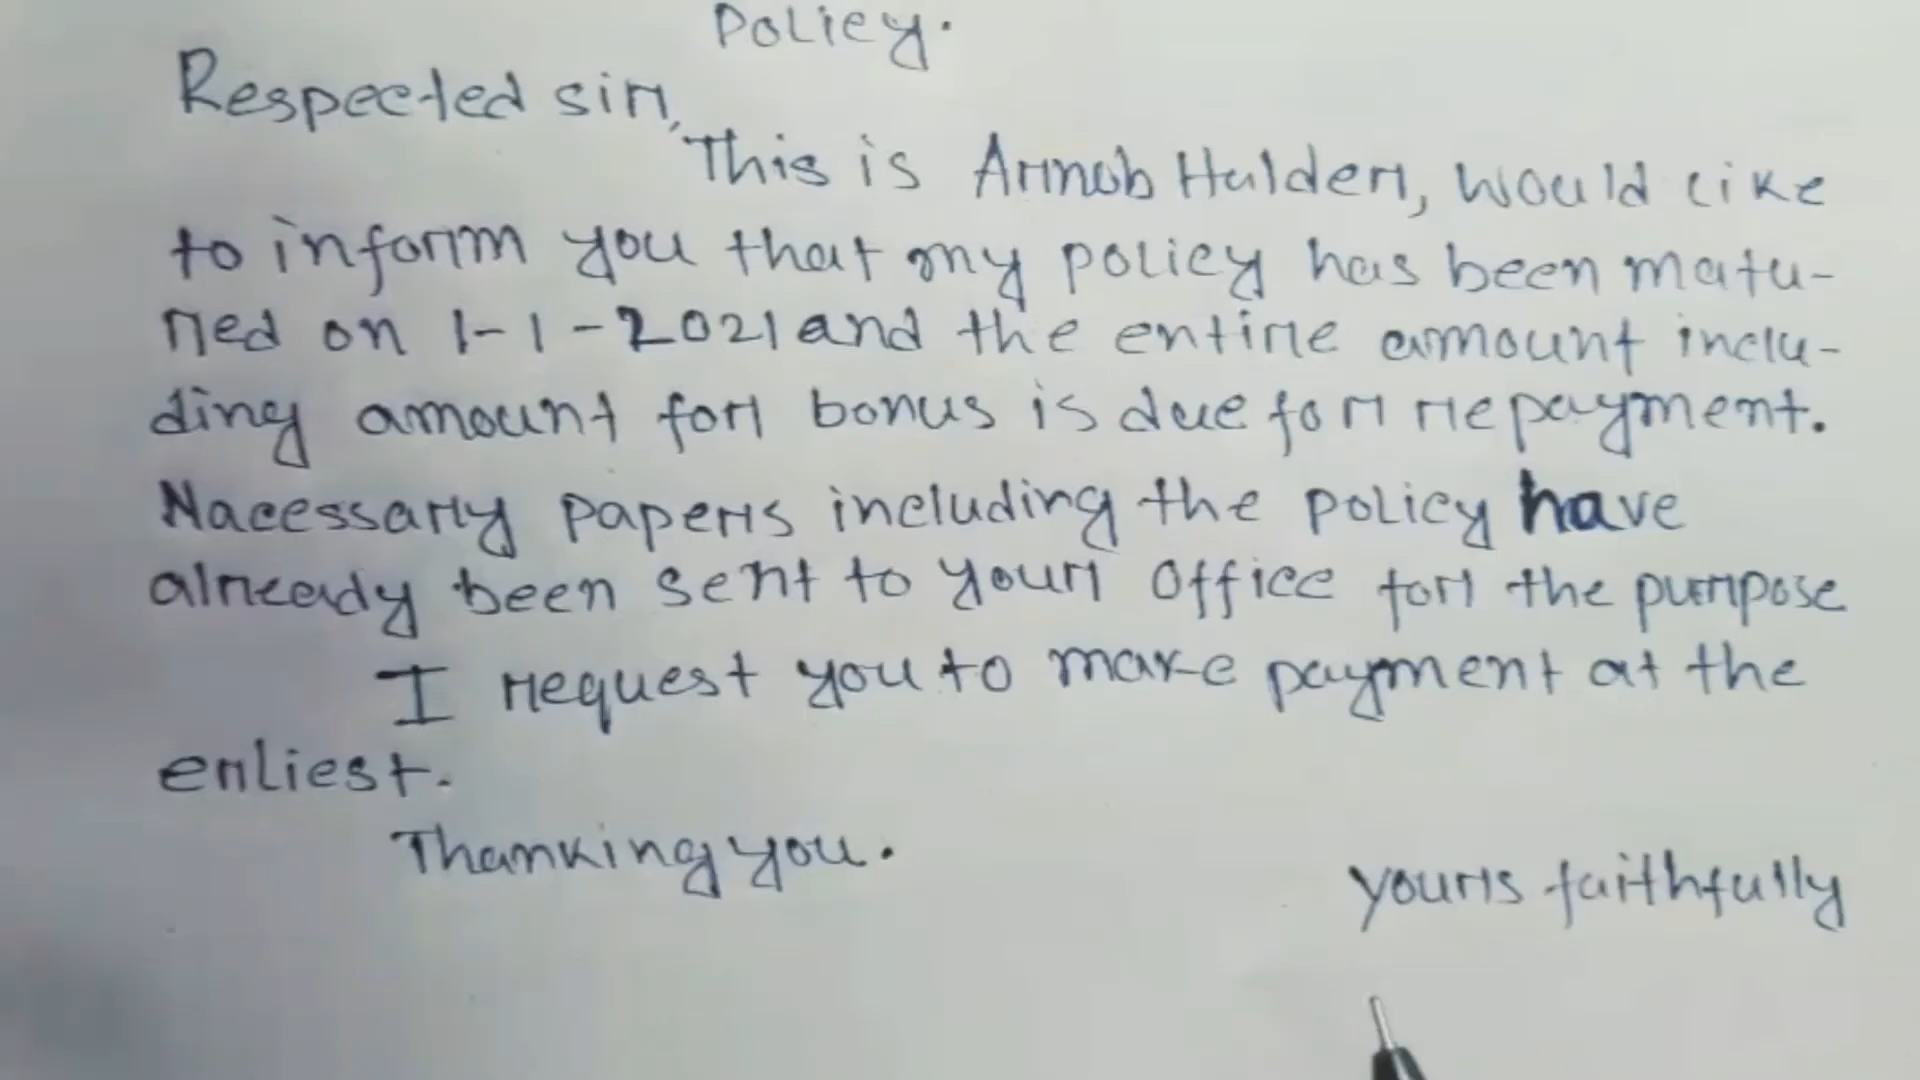 Policy.
Respected sir,
This is Arnab Halder, would like
to inform you that my policy has been matu-
red on 1-1-2021 and the entire amount inclu-
ding amount for bonus is due for repayment.
Nacessary papers including the policy have
already been sent to your office for the purpose
I request you to make payment at the
erliest.
Thanking you.
yours faithfully